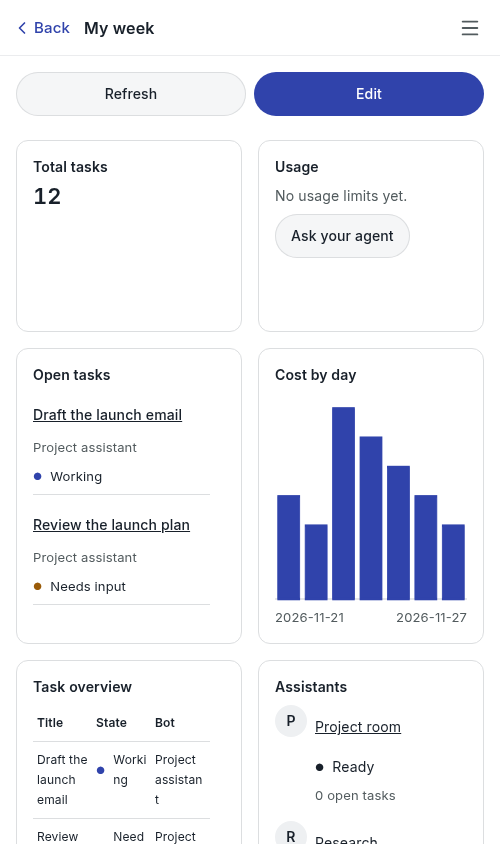 Back My week
Refresh
Edit
Total tasks
12
Usage
No usage limits yet.
Ask your agent
Open tasks
Draft the launch email
Project assistant
Working
Review the launch plan
Project assistant
Needs input
Cost by day
2026-11-21 2026-11-27
Task overview
Title State Bot
Draft the Worki Project
launch ng assistan
email t
Review Need Project
Assistants
P Project room
Ready
0 open tasks
R Research